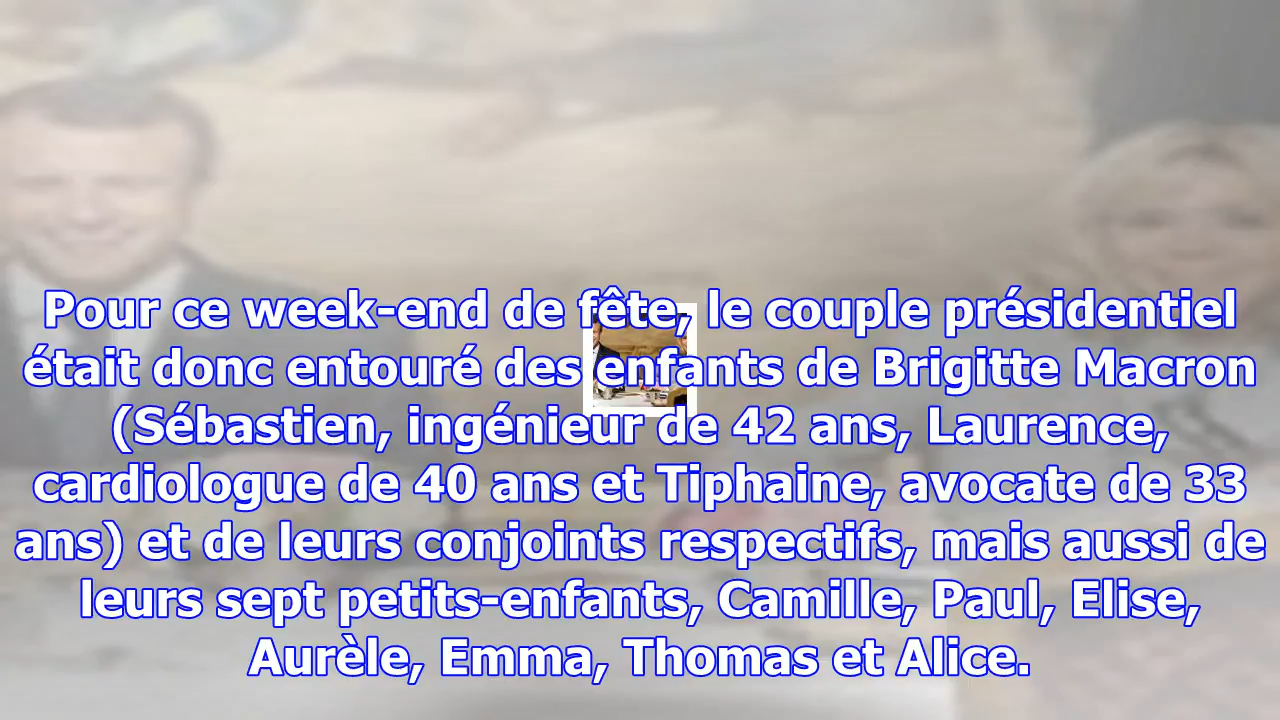 Pour ce week-end de fête, le couple présidentiel
était donc entouré des enfants de Brigitte Macron
(Sébastien, ingénieur de 42 ans, Laurence,
cardiologue de 40 ans et Tiphaine, avocate de 33
ans) et de leurs conjoints respectifs, mais aussi de
leurs sept petits-enfants, Camille, Paul, Elise,
Aurèle, Emma, Thomas et Alice.